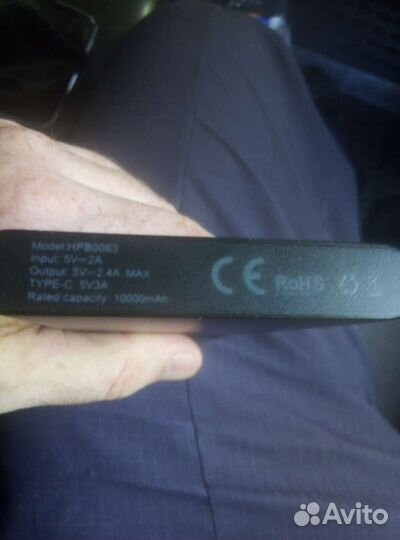 Model:HPB0063
Input: 5V⎓2A
Output: 5V⎓2.4A MAX
TYPE-C: 5V3A
Rated capacity: 10000mAh
CE RoHS
Avito